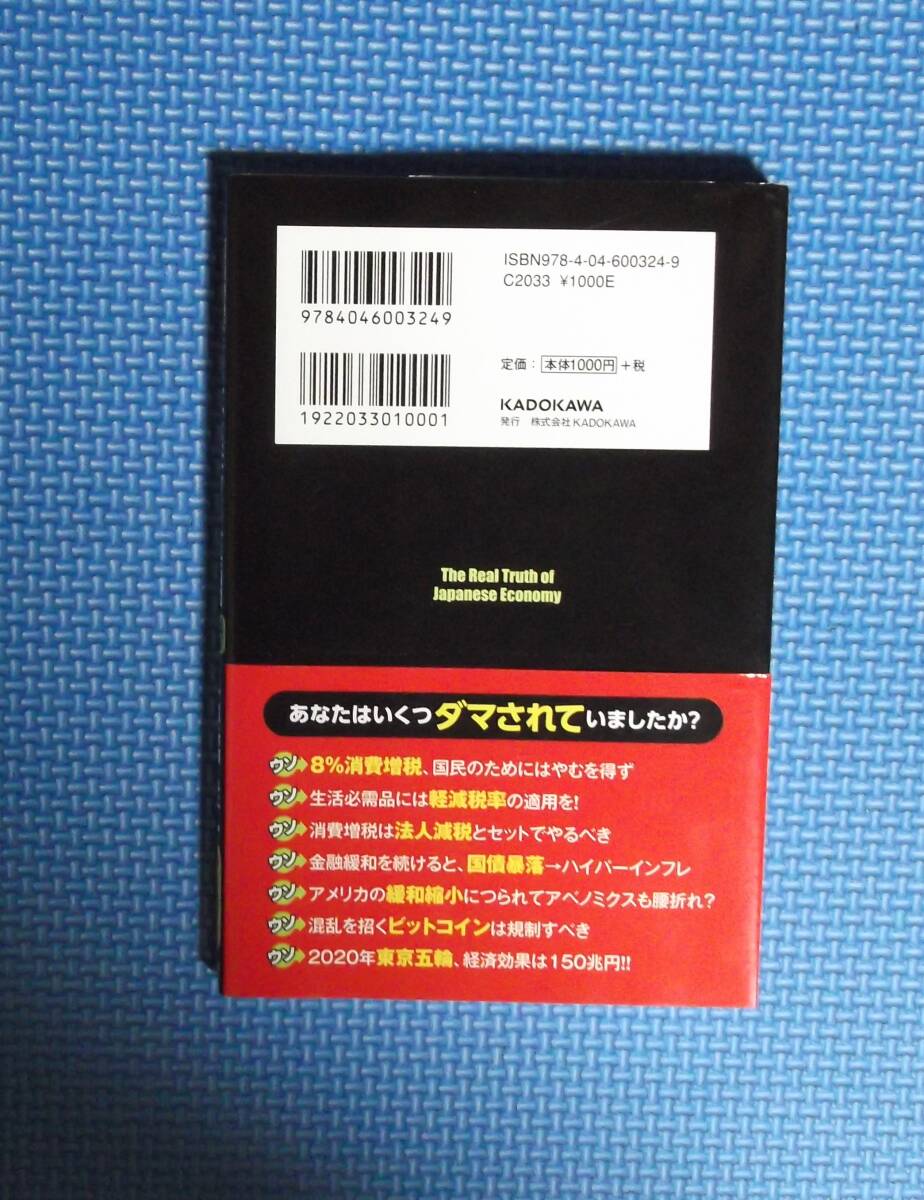 ISBN978-4-04-600324-9
C2033 ¥1000E
9784046003249
定価：本体1000円＋税
1922033010001
KADOKAWA
発行 株式会社KADOKAWA
The Real Truth of
Japanese Economy
あなたはいくつダマされていましたか？
ウソ 8％消費増税、国民のためにはやむを得ず
ウソ 生活必需品には軽減税率の適用を！
ウソ 消費増税は法人減税とセットでやるべき
ウソ 金融緩和を続けると、国債暴落→ハイパーインフレ
ウソ アメリカの緩和縮小につられてアベノミクスも腰折れ？
ウソ 混乱を招くビットコインは規制すべき
ウソ 2020年東京五輪、経済効果は150兆円!!